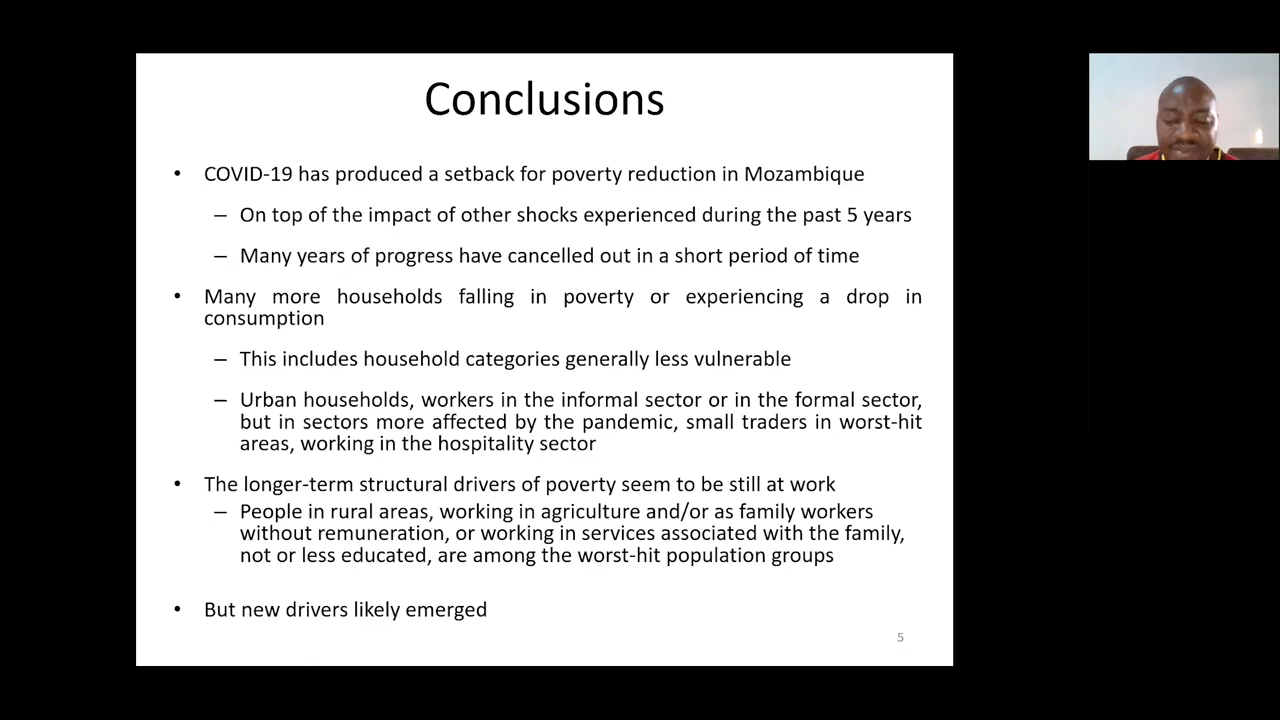 Conclusions
• COVID-19 has produced a setback for poverty reduction in Mozambique
– On top of the impact of other shocks experienced during the past 5 years
– Many years of progress have cancelled out in a short period of time
• Many more households falling in poverty or experiencing a drop in
consumption
– This includes household categories generally less vulnerable
– Urban households, workers in the informal sector or in the formal sector,
but in sectors more affected by the pandemic, small traders in worst-hit
areas, working in the hospitality sector
• The longer-term structural drivers of poverty seem to be still at work
– People in rural areas, working in agriculture and/or as family workers
without remuneration, or working in services associated with the family,
not or less educated, are among the worst-hit population groups
• But new drivers likely emerged
5